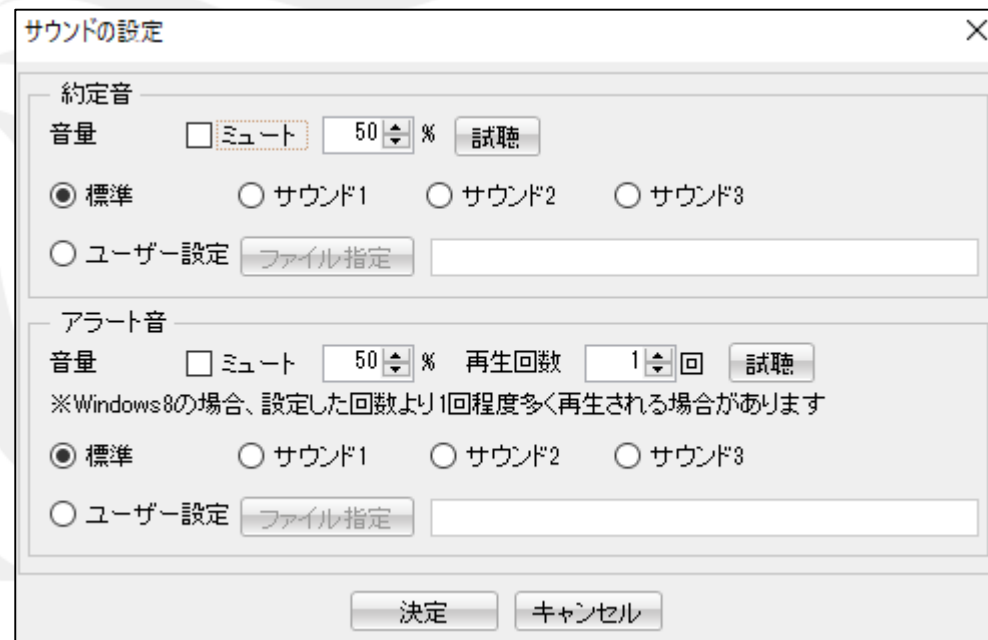 サウンドの設定
約定音
音量 ミュート 50 % 試聴
標準 サウンド1 サウンド2 サウンド3
ユーザー設定 ファイル指定
アラート音
音量 ミュート 50 % 再生回数 1 回 試聴
※Windows8の場合、設定した回数より1回程度多く再生される場合があります
標準 サウンド1 サウンド2 サウンド3
ユーザー設定 ファイル指定
決定 キャンセル